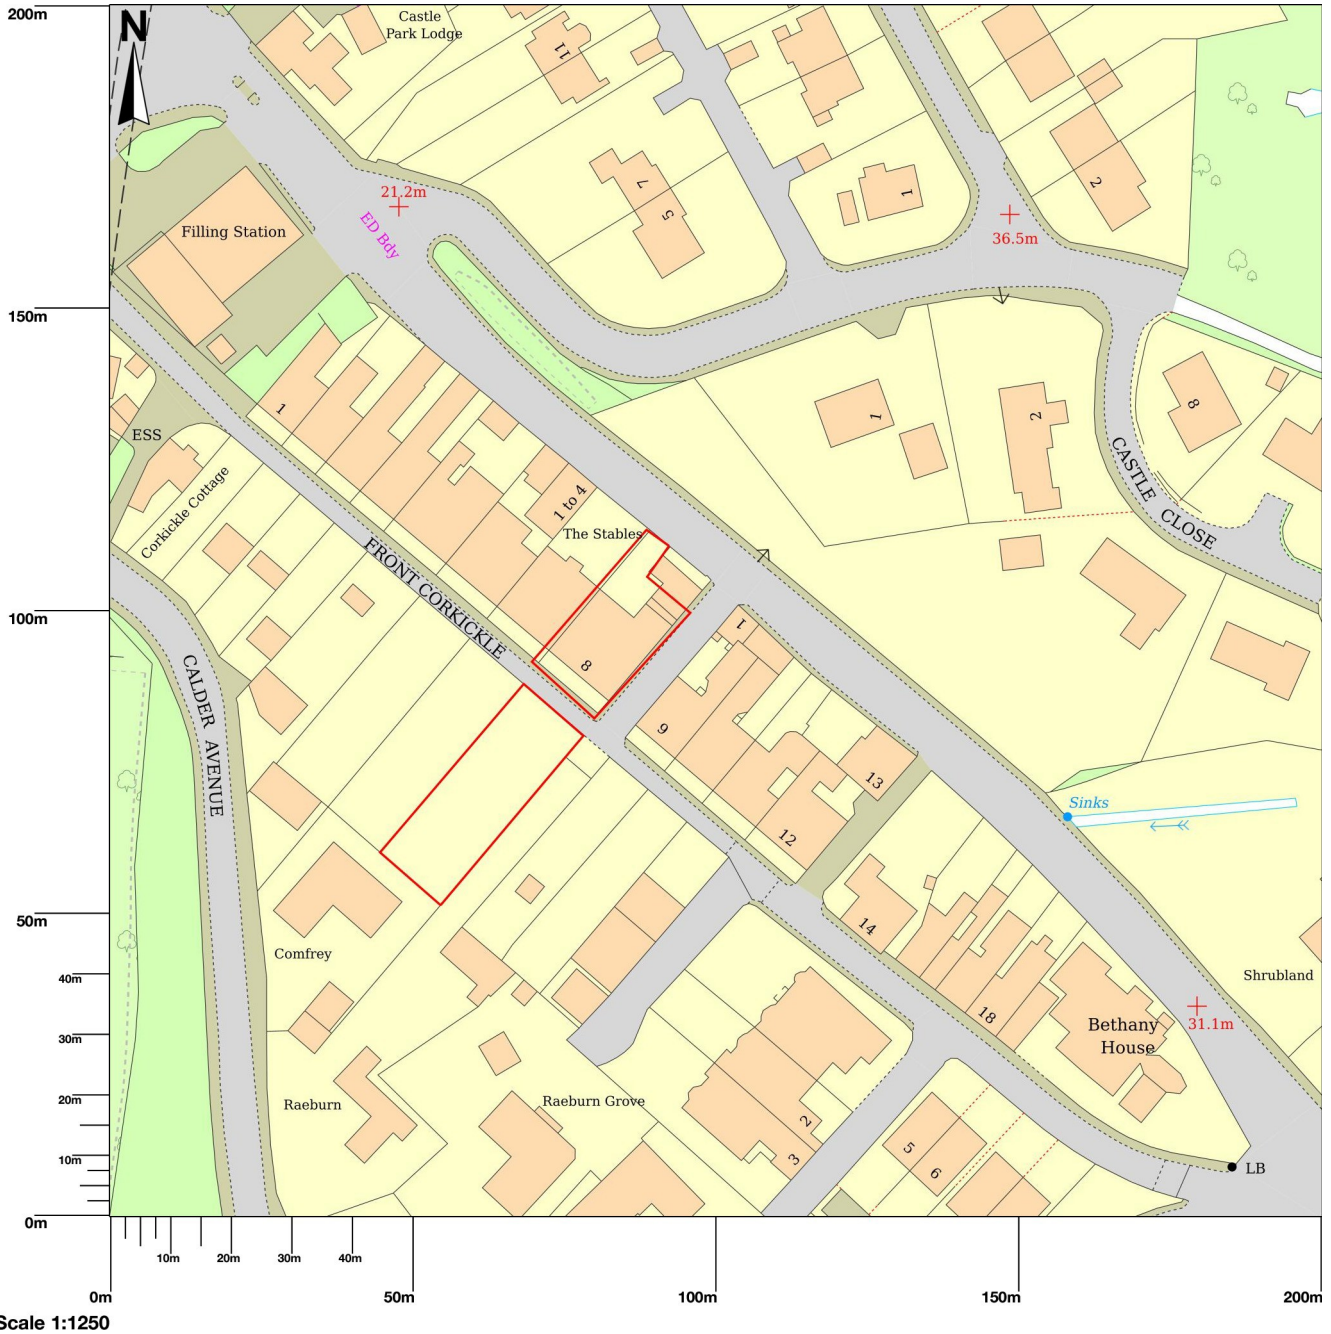 200m
N
Castle
Park Lodge
11
21.2m
ED Bdy
Filling Station
7
5
1
2
36.5m
150m
1
2
8
1
ESS
Corkickle Cottage
1 to 4
The Stables
CASTLE CLOSE
FRONT CORKICKLE
100m
8
1
9
CALDER AVENUE
13
12
Sinks
50m
14
Comfrey
40m
Shrubland
18
Bethany
House
31.1m
30m
Raeburn
Raeburn Grove
20m
2
3
5
6
10m
LB
0m
10m
20m
30m
40m
0m
50m
100m
150m
200m
Scale 1:1250